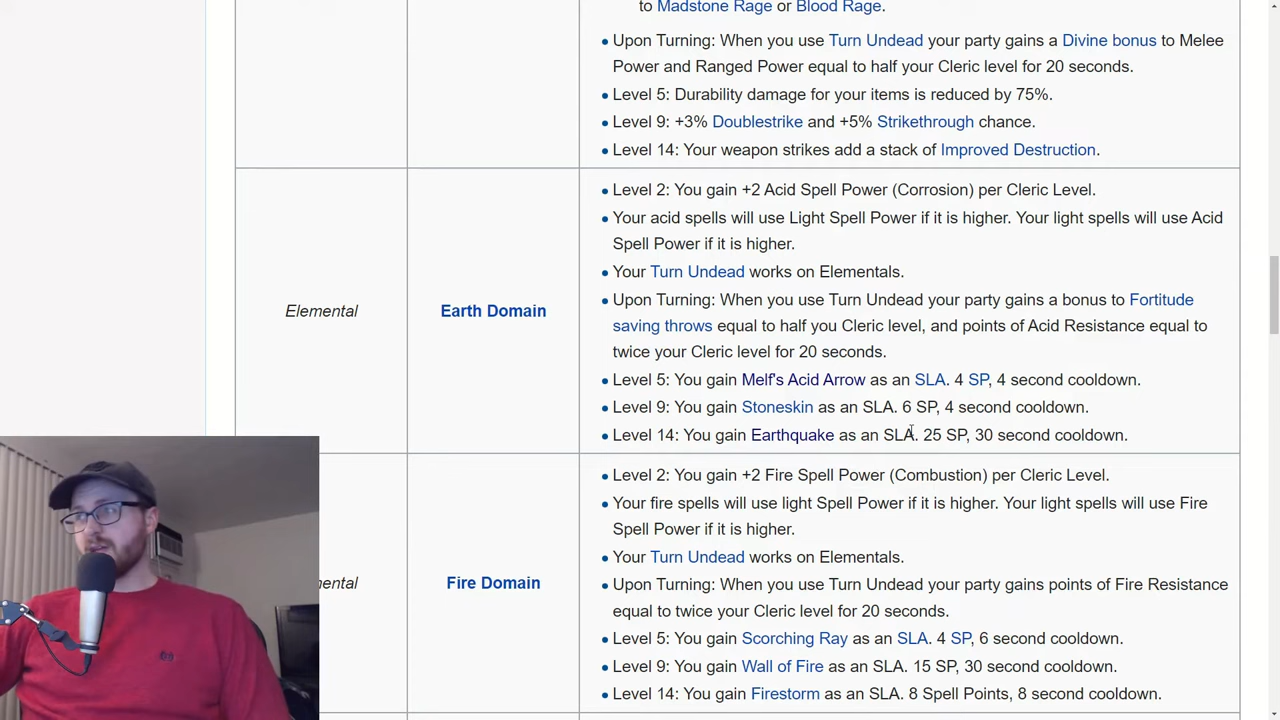 to Madstone Rage or Blood Rage.
Upon Turning: When you use Turn Undead your party gains a Divine bonus to Melee
Power and Ranged Power equal to half your Cleric level for 20 seconds.
Level 5: Durability damage for your items is reduced by 75%.
Level 9: +3% Doublestrike and +5% Strikethrough chance.
Level 14: Your weapon strikes add a stack of Improved Destruction.
Elemental
Earth Domain
Level 2: You gain +2 Acid Spell Power (Corrosion) per Cleric Level.
Your acid spells will use Light Spell Power if it is higher. Your light spells will use Acid
Spell Power if it is higher.
Your Turn Undead works on Elementals.
Upon Turning: When you use Turn Undead your party gains a bonus to Fortitude
saving throws equal to half you Cleric level, and points of Acid Resistance equal to
twice your Cleric level for 20 seconds.
Level 5: You gain Melf's Acid Arrow as an SLA. 4 SP, 4 second cooldown.
Level 9: You gain Stoneskin as an SLA. 6 SP, 4 second cooldown.
Level 14: You gain Earthquake as an SLA. 25 SP, 30 second cooldown.
mental
Fire Domain
Level 2: You gain +2 Fire Spell Power (Combustion) per Cleric Level.
Your fire spells will use light Spell Power if it is higher. Your light spells will use Fire
Spell Power if it is higher.
Your Turn Undead works on Elementals.
Upon Turning: When you use Turn Undead your party gains points of Fire Resistance
equal to twice your Cleric level for 20 seconds.
Level 5: You gain Scorching Ray as an SLA. 4 SP, 6 second cooldown.
Level 9: You gain Wall of Fire as an SLA. 15 SP, 30 second cooldown.
Level 14: You gain Firestorm as an SLA. 8 Spell Points, 8 second cooldown.